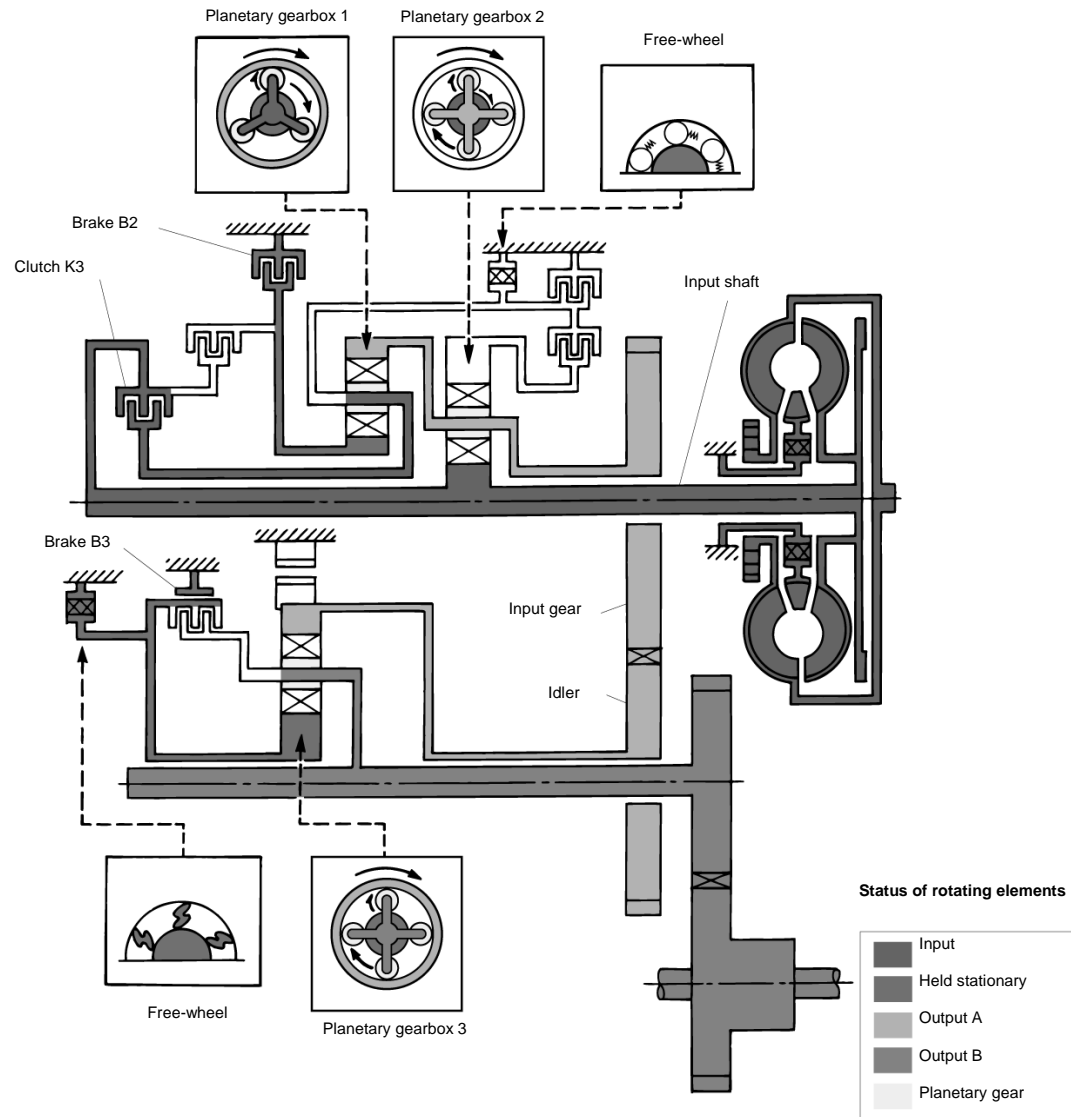 Planetary gearbox 1
Planetary gearbox 2
Free-wheel
Brake B2
Clutch K3
Input shaft
Brake B3
Input gear
Idler
Free-wheel
Planetary gearbox 3
Status of rotating elements
Input
Held stationary
Output A
Output B
Planetary gear